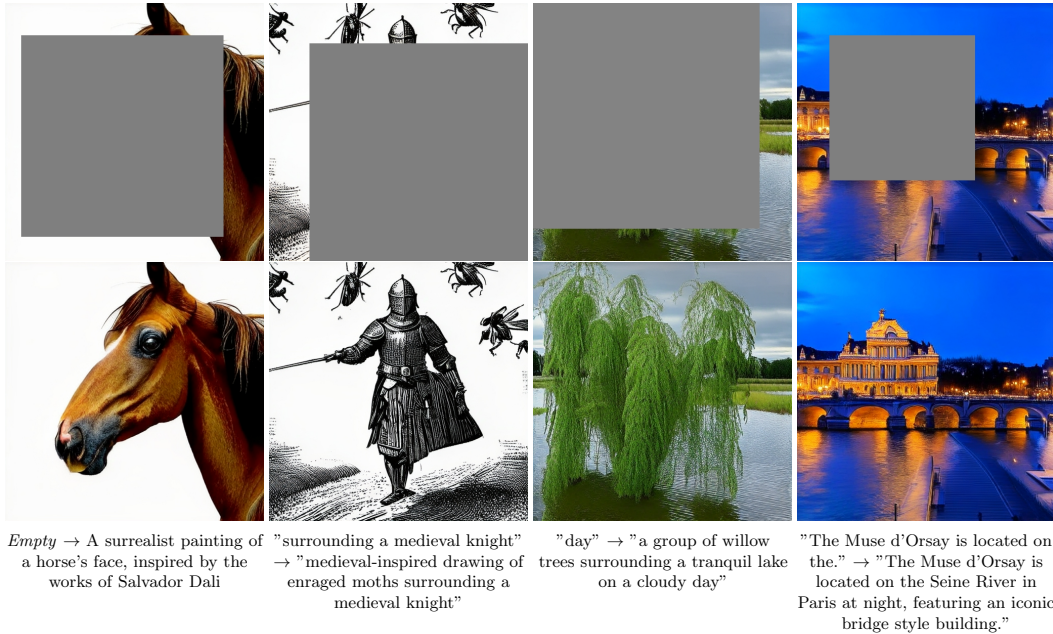 Empty → A surrealist painting of
a horse's face, inspired by the
works of Salvador Dali
"surrounding a medieval knight"
→ "medieval-inspired drawing of
enraged moths surrounding a
medieval knight"
"day" → "a group of willow
trees surrounding a tranquil lake
on a cloudy day"
"The Muse d'Orsay is located on
the." → "The Muse d'Orsay is
located on the Seine River in
Paris at night, featuring an iconic
bridge style building."